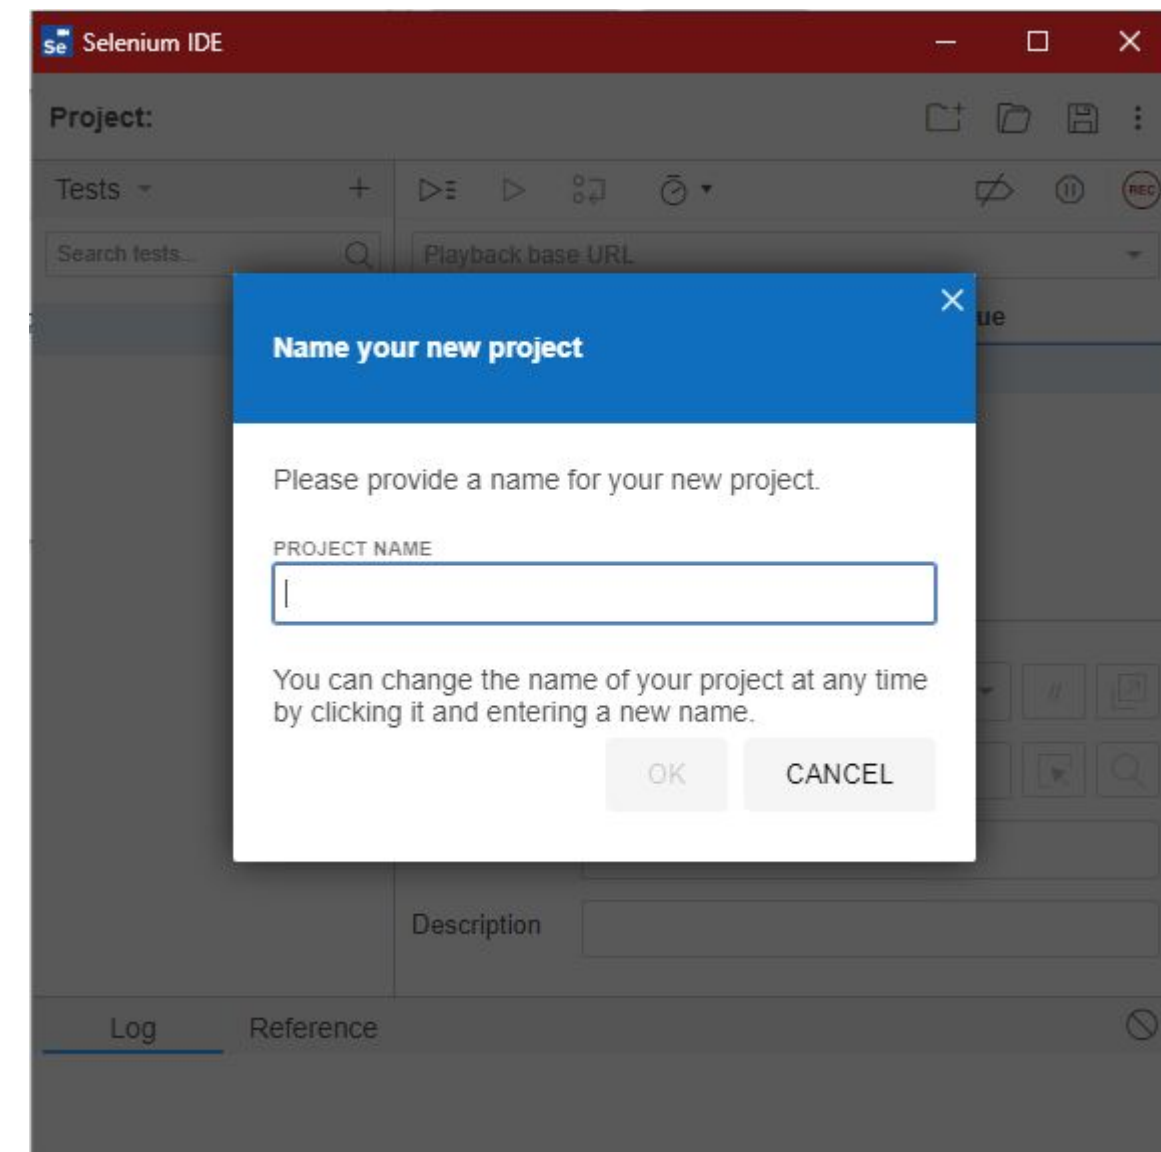 Se Selenium IDE
Project:
Tests
Search tests...
Playback base URL
REC
ue
Name your new project
Please provide a name for your new project.
PROJECT NAME
You can change the name of your project at any time
by clicking it and entering a new name.
OK CANCEL
//
Description
Log Reference